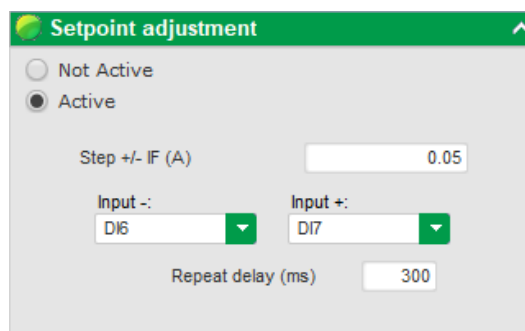 Setpoint adjustment
Not Active
Active
Step +/- IF (A) 0.05
Input -: Input +:
DI6 DI7
Repeat delay (ms) 300